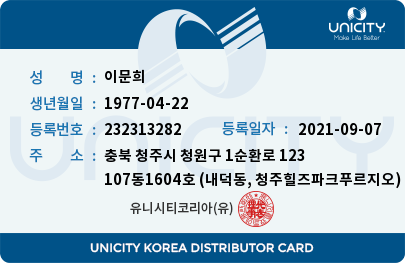 UNICITY
Make Life Better
성 명 : 이문희
생년월일 : 1977-04-22
등록번호 : 232313282 등록일자 : 2021-09-07
주 소 : 충북 청주시 청원구 1순환로 123
107동1604호 (내덕동, 청주힐즈파크푸르지오)
유니시티코리아(유)
UNICITY
UNICITY KOREA DISTRIBUTOR CARD